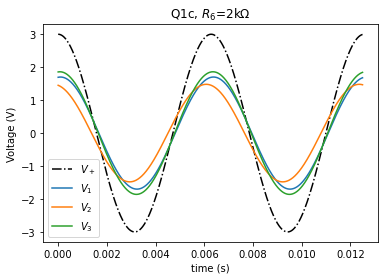 Q1c, R₆=2kΩ
Voltage (V)
3
2
1
0
−1
−2
−3
V₊
V₁
V₂
V₃
0.000 0.002 0.004 0.006 0.008 0.010 0.012
time (s)